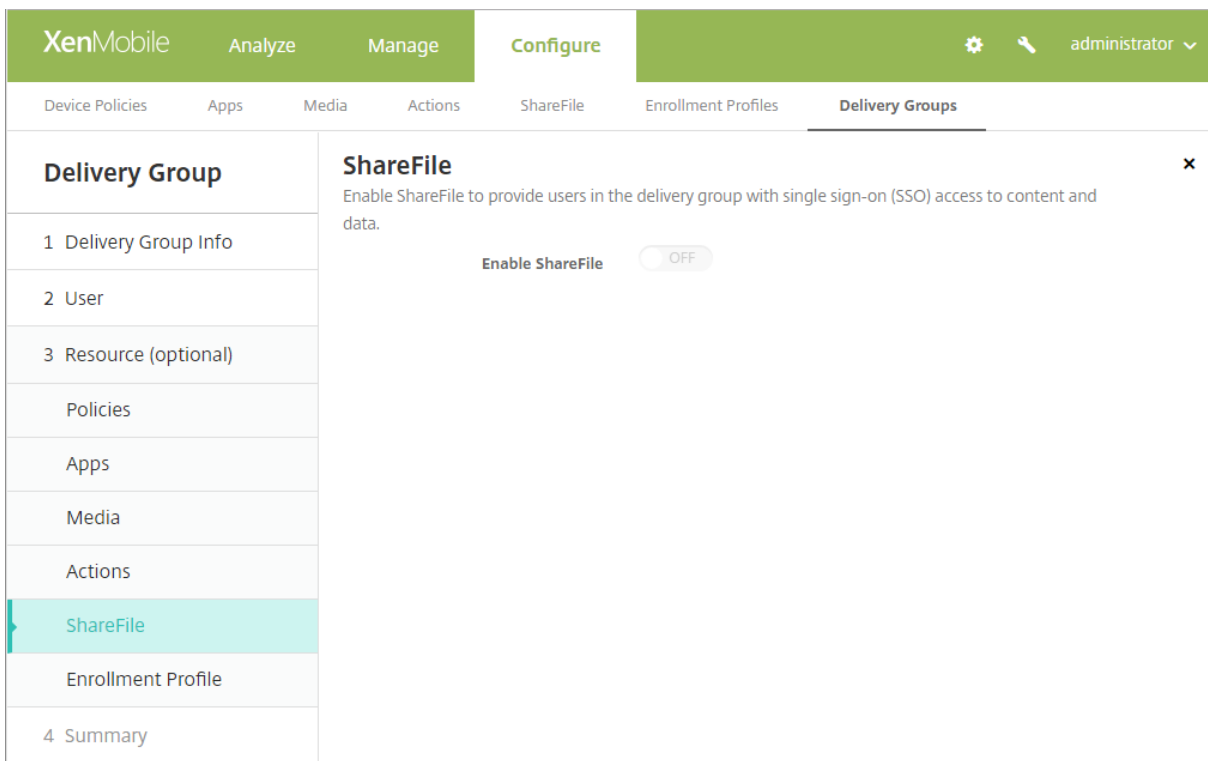 XenMobile Analyze Manage Configure administrator
Device Policies Apps Media Actions ShareFile Enrollment Profiles Delivery Groups
Delivery Group
1 Delivery Group Info
2 User
3 Resource (optional)
Policies
Apps
Media
Actions
ShareFile
Enrollment Profile
4 Summary
ShareFile
Enable ShareFile to provide users in the delivery group with single sign-on (SSO) access to content and
data.
Enable ShareFile OFF